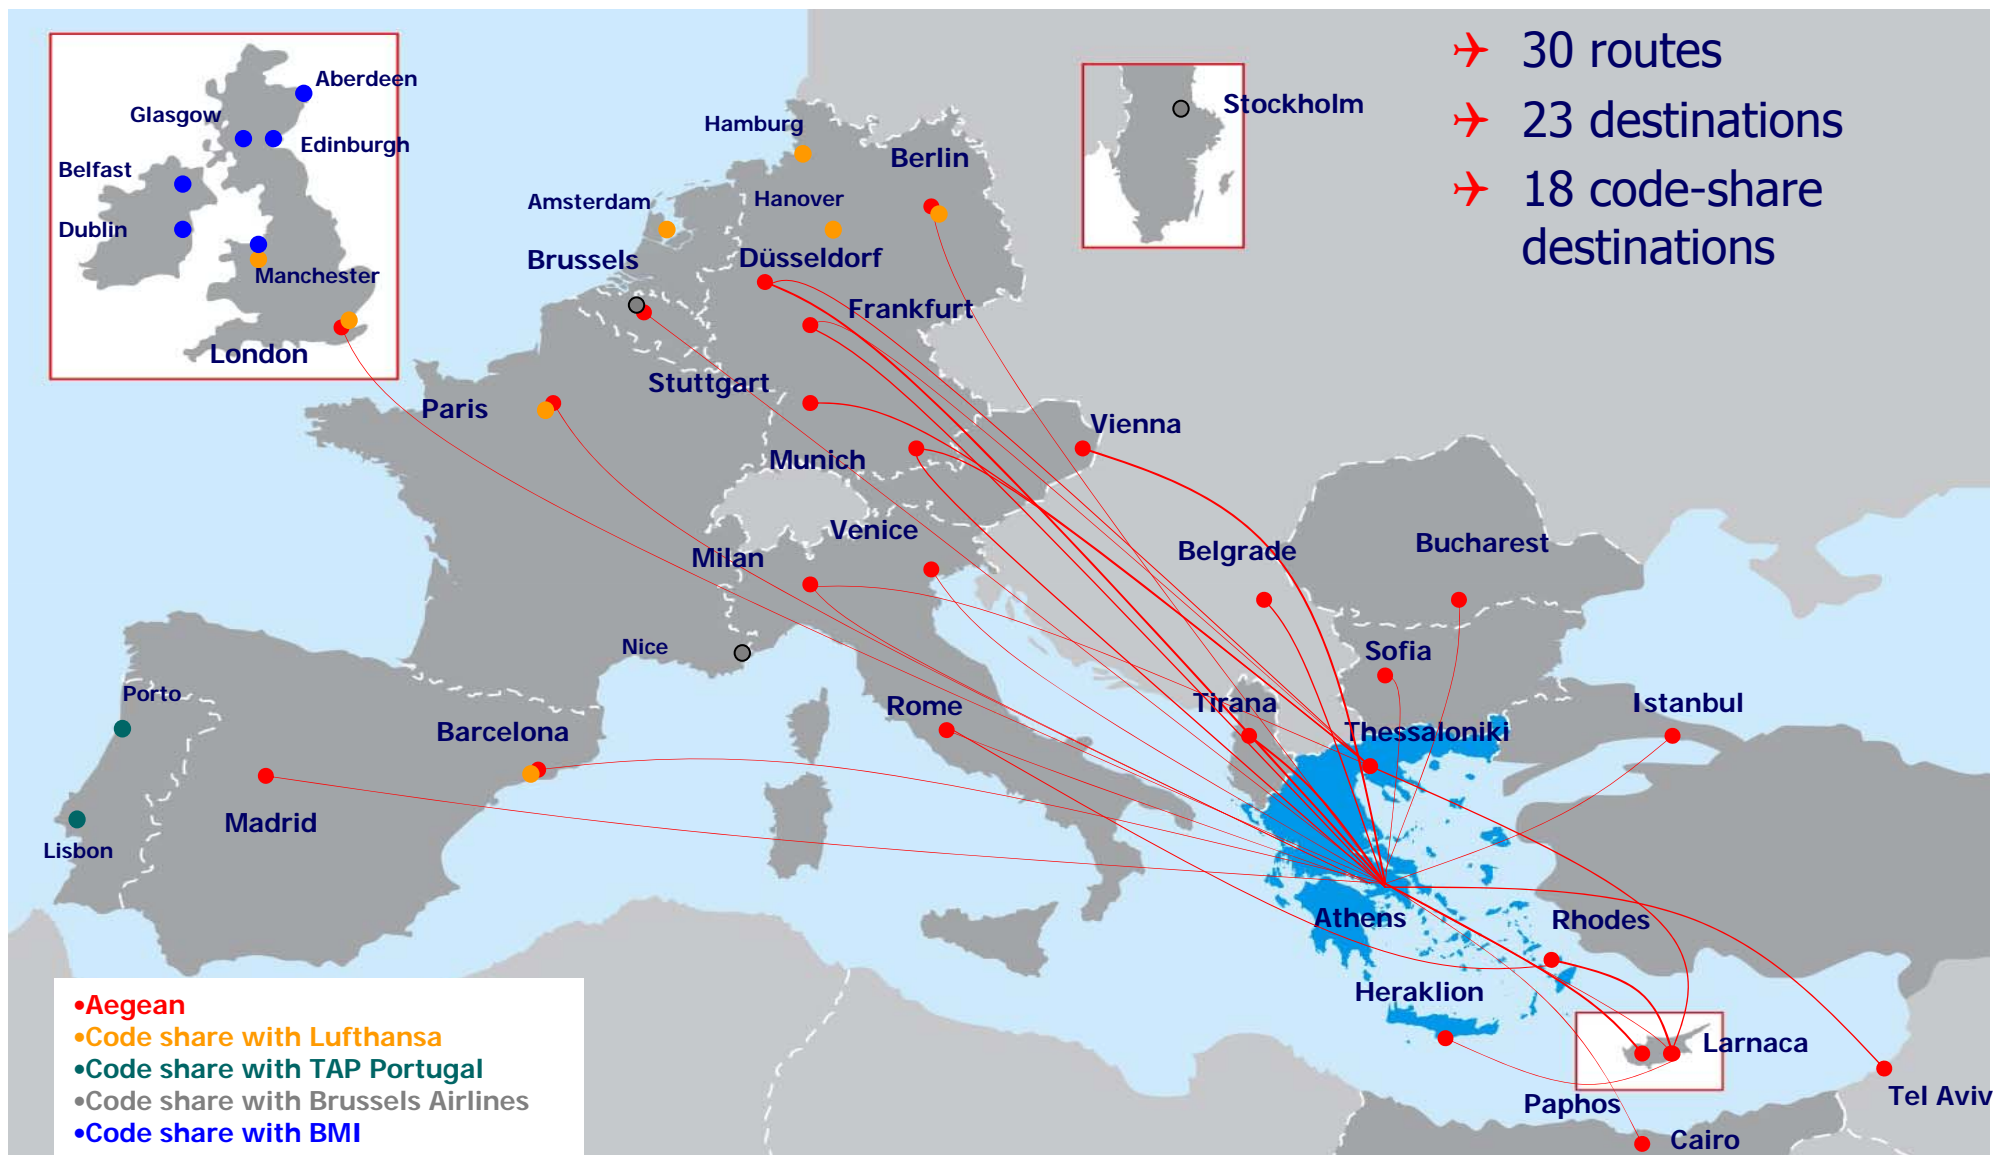 30 routes
23 destinations
18 code-share
destinations
Aberdeen
Glasgow
Edinburgh
Belfast
Dublin
Manchester
London
Stockholm
Hamburg
Berlin
Amsterdam
Hanover
Brussels
Düsseldorf
Frankfurt
Stuttgart
Paris
Vienna
Munich
Venice
Milan
Belgrade
Bucharest
Nice
Sofia
Porto
Rome
Tirana
Istanbul
Barcelona
Thessaloniki
Madrid
Lisbon
Athens
Rhodes
Heraklion
Larnaca
Paphos
Tel Aviv
Cairo
•Aegean
•Code share with Lufthansa
•Code share with TAP Portugal
•Code share with Brussels Airlines
•Code share with BMI